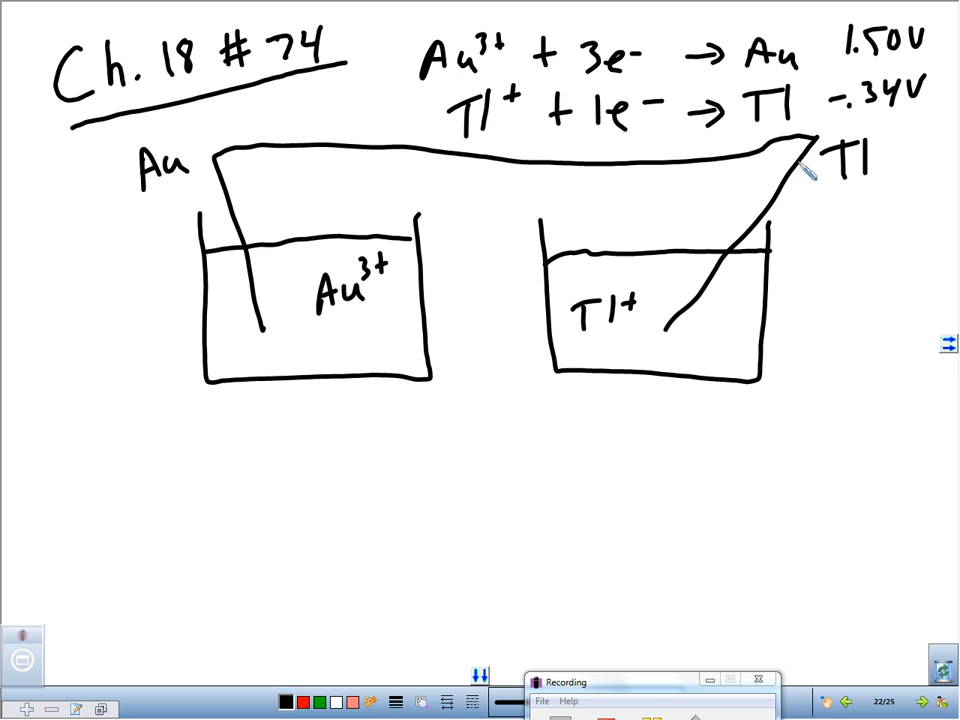 Ch. 18 # 74
Au³⁺ + 3e⁻ → Au 1.50V
Tl⁺ + 1e⁻ → Tl -.34V
Au
Tl
Au³⁺
Tl⁺
Recording
File Help
22/25